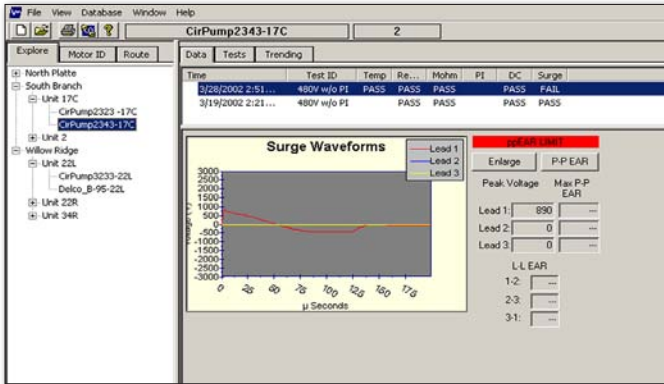 File View Database Window Help
CirPump2343-17C 2
Explore Motor ID Route
North Platte
South Branch
Unit 17C
CirPump2323 -17C
CirPump2343-17C
Unit 2
Willow Ridge
Unit 22L
CirPump3233-22L
Delco_B-95-22L
Unit 22R
Unit 34R
Data Tests Trending
Time Test ID Temp Re... Mohm PI DC Surge
3/28/2002 2:51... 480V w/o PI PASS PASS PASS PASS FAIL
3/19/2002 2:21... 480V w/o PI PASS PASS PASS PASS
Surge Waveforms
Lead 1
Lead 2
Lead 3
3000
2500
2000
1500
1000
500
0
-500
-1000
-1500
-2000
-2500
-3000
Voltage (V)
0 25 50 75 100 125 150 175
µ Seconds
ppEAR LIMIT
Enlarge P-P EAR
Peak Voltage Max P-P EAR
Lead 1: 890 ---
Lead 2: 0 ---
Lead 3: 0 ---
L-L EAR
1-2: ---
2-3: ---
3-1: ---